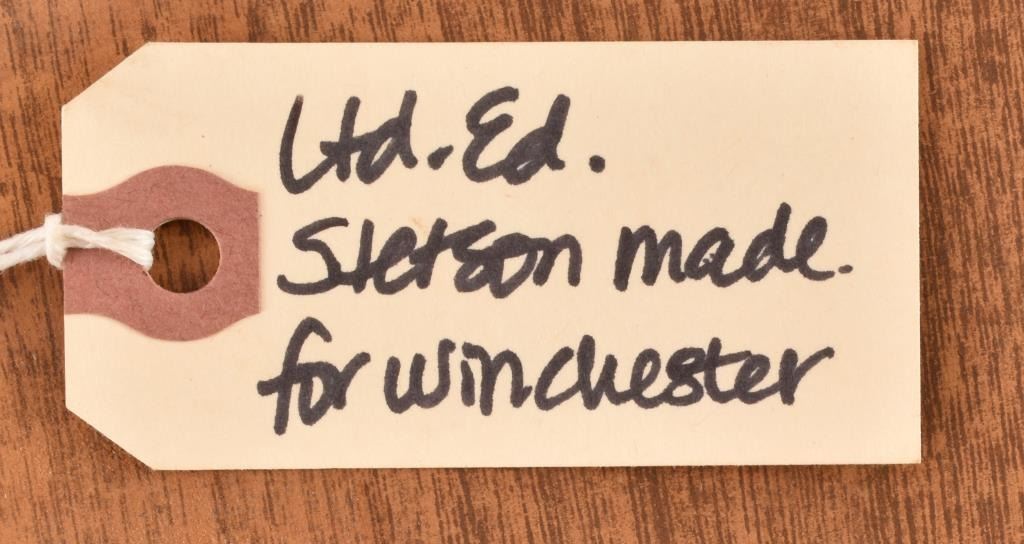 Ltd. Ed.
Stetson made.
for winchester